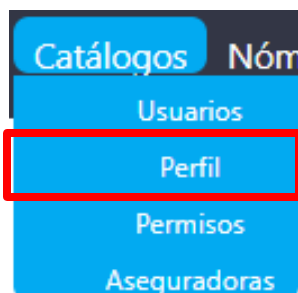 Catálogos Nóm
Usuarios
Perfil
Permisos
Aseguradoras